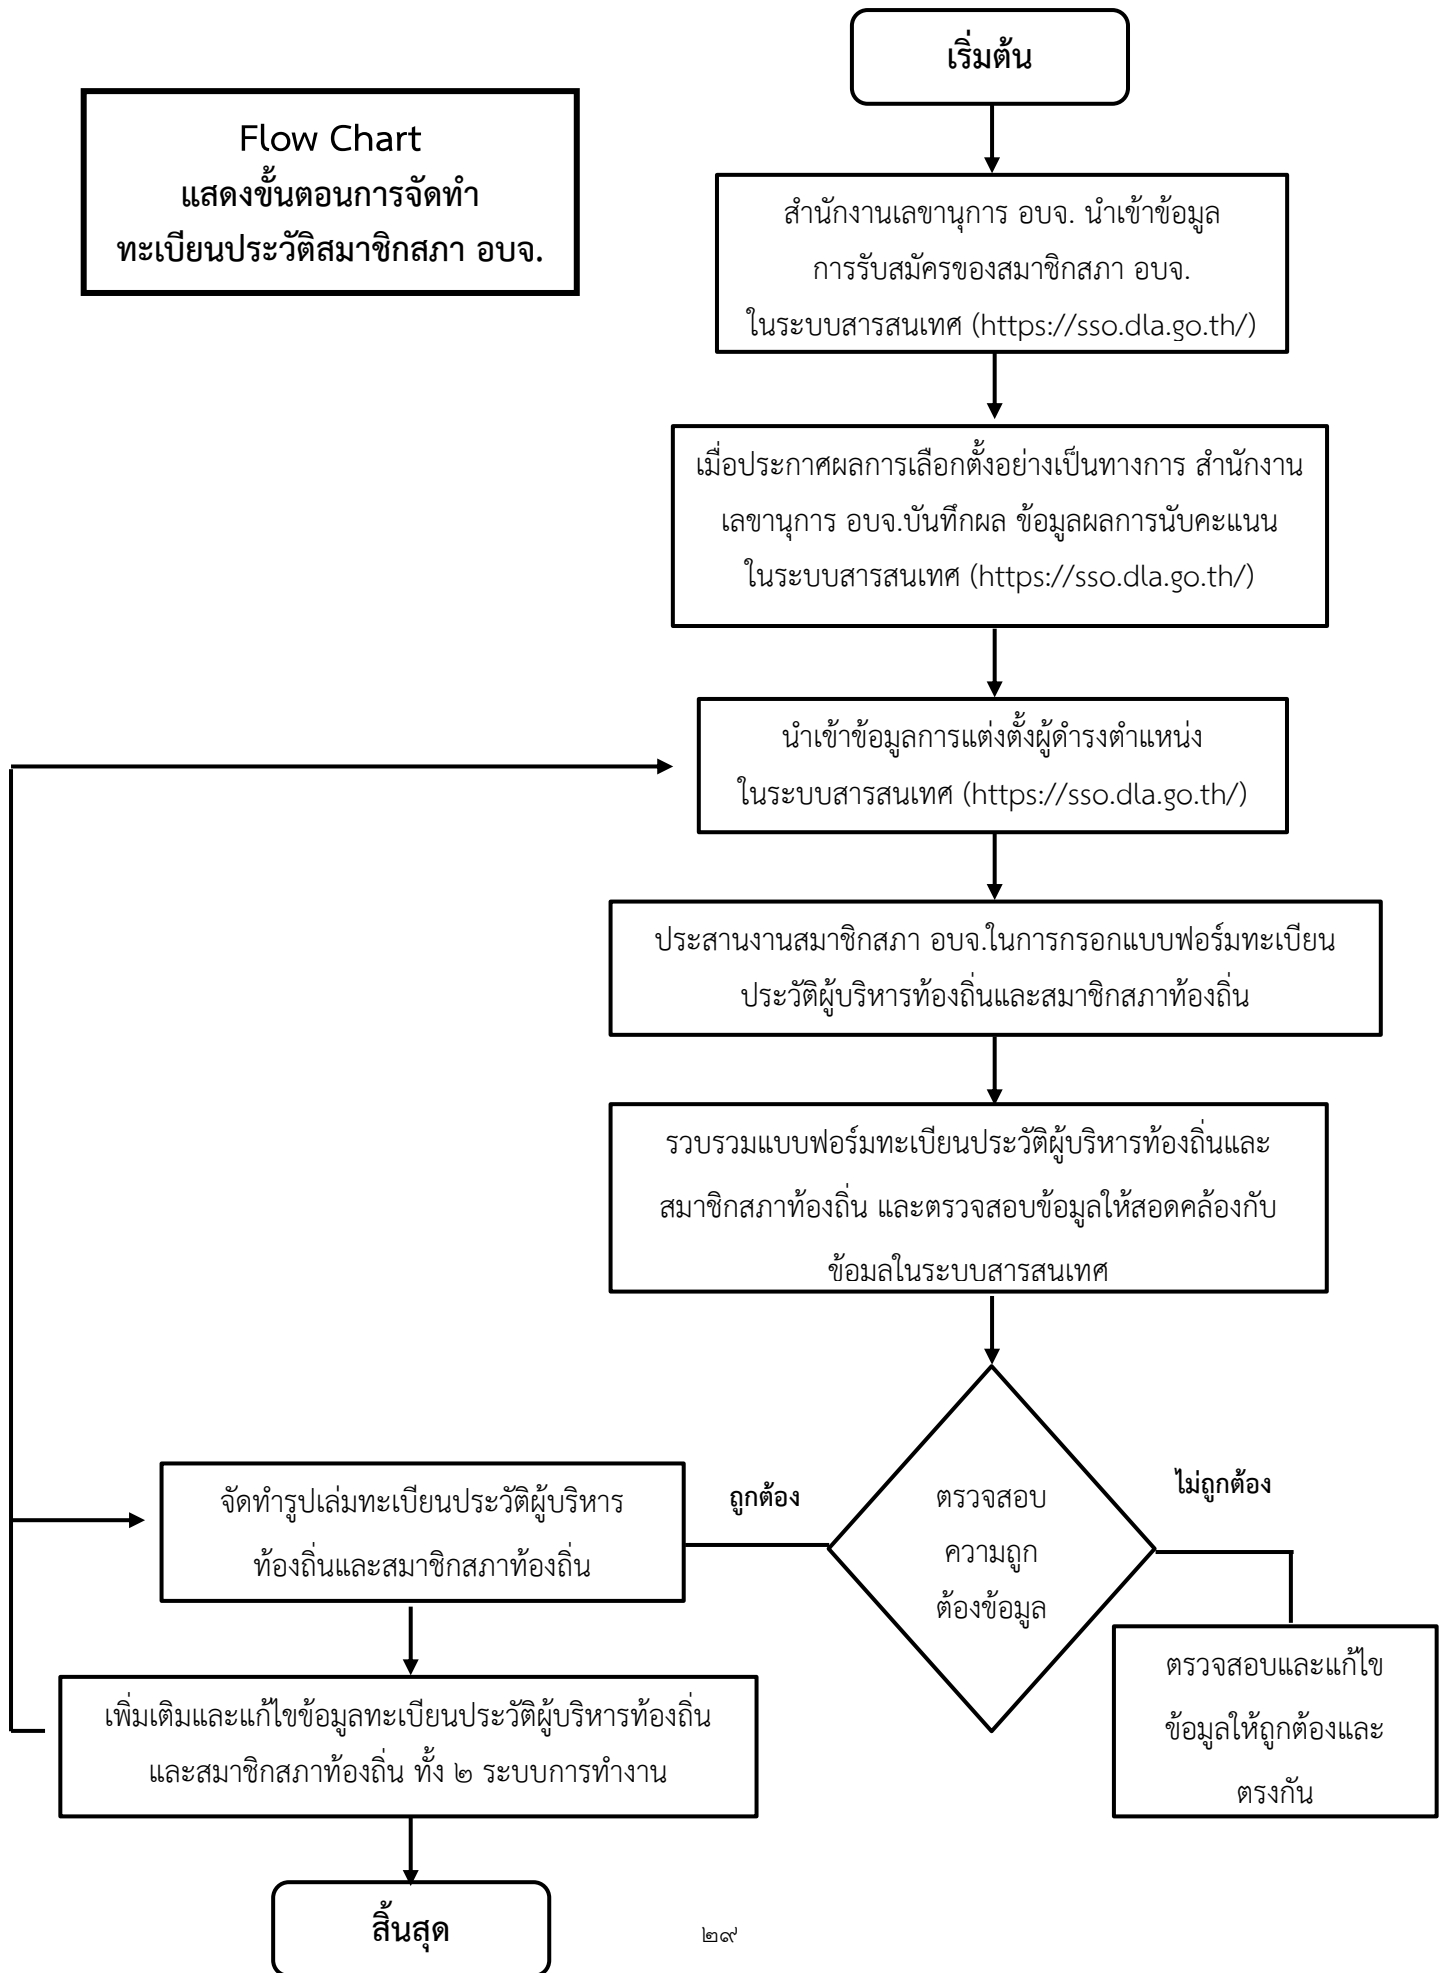 เริ่มต้น
Flow Chart
แสดงขั้นตอนการจัดทำ
ทะเบียนประวัติสมาชิกสภา อบจ.
สำนักงานเลขานุการ อบจ. นำเข้าข้อมูล
การรับสมัครของสมาชิกสภา อบจ.
ในระบบสารสนเทศ (https://sso.dla.go.th/)
เมื่อประกาศผลการเลือกตั้งอย่างเป็นทางการ สำนักงาน
เลขานุการ อบจ.บันทึกผล ข้อมูลผลการนับคะแนน
ในระบบสารสนเทศ (https://sso.dla.go.th/)
นำเข้าข้อมูลการแต่งตั้งผู้ดำรงตำแหน่ง
ในระบบสารสนเทศ (https://sso.dla.go.th/)
ประสานงานสมาชิกสภา อบจ.ในการกรอกแบบฟอร์มทะเบียน
ประวัติผู้บริหารท้องถิ่นและสมาชิกสภาท้องถิ่น
รวบรวมแบบฟอร์มทะเบียนประวัติผู้บริหารท้องถิ่นและ
สมาชิกสภาท้องถิ่น และตรวจสอบข้อมูลให้สอดคล้องกับ
ข้อมูลในระบบสารสนเทศ
ตรวจสอบ
ความถูก
ต้องข้อมูล
ถูกต้อง
ไม่ถูกต้อง
จัดทำรูปเล่มทะเบียนประวัติผู้บริหาร
ท้องถิ่นและสมาชิกสภาท้องถิ่น
ตรวจสอบและแก้ไข
ข้อมูลให้ถูกต้องและ
ตรงกัน
เพิ่มเติมและแก้ไขข้อมูลทะเบียนประวัติผู้บริหารท้องถิ่น
และสมาชิกสภาท้องถิ่น ทั้ง ๒ ระบบการทำงาน
สิ้นสุด
๒๙